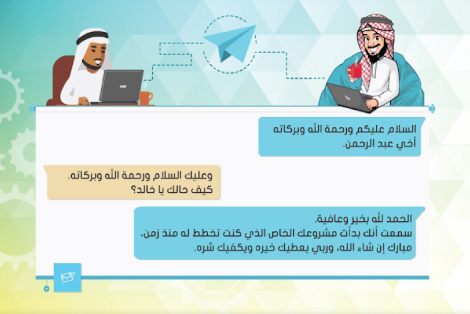 السلام عليكم ورحمة الله وبركاته
أخي عبد الرحمن.
وعليك السلام ورحمة الله وبركاته.
كيف حالك يا خالد؟
الحمد لله بخير وعافية.
سمعت أنك بدأت مشروعك الخاص الذي كنت تخطط له منذ زمن،
مبارك إن شاء الله، وربي يعطيك خيره ويكفيك شره.